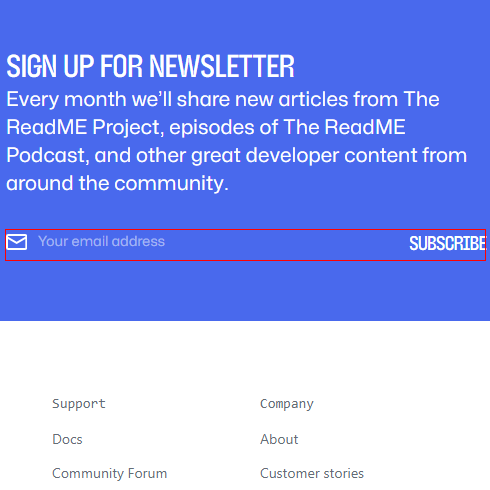 SIGN UP FOR NEWSLETTER
Every month we'll share new articles from The
ReadME Project, episodes of The ReadME
Podcast, and other great developer content from
around the community.
Your email address SUBSCRIBE
Support Company
Docs About
Community Forum Customer stories